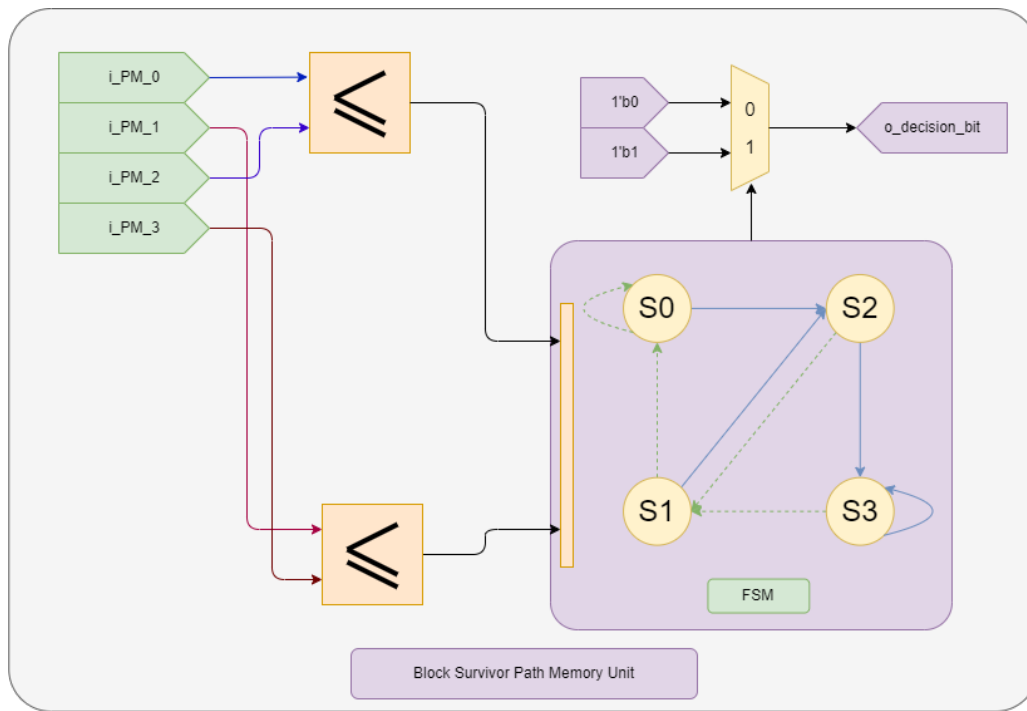 i_PM_0
i_PM_1
i_PM_2
i_PM_3
≤
1'b0
1'b1
0
1
o_decision_bit
S0
S2
S1
S3
≤
FSM
Block Survivor Path Memory Unit